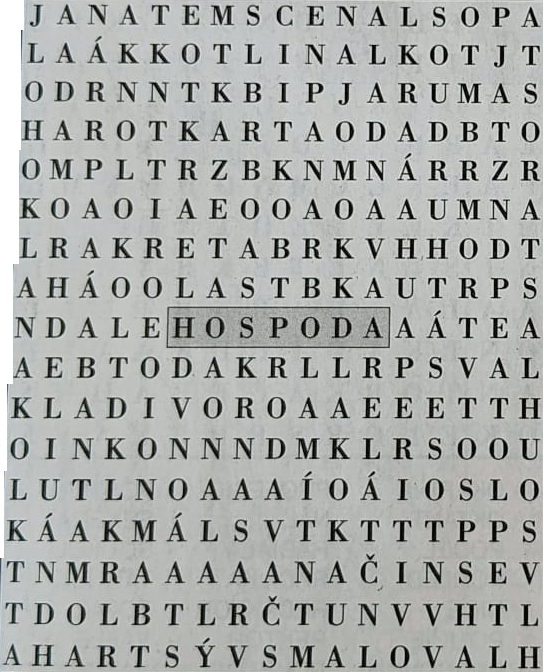 J A N A T E M S C E N A L S O P A
L A Á K K O T L I N A L K O T J T
O D R N N T K B I P J A R U M A S
H A R O T K A R T A O D A D B T O
O M P L T R Z B K N M N Á R R Z R
K O A O I A E O O A O A A U M N A
L R A K R E T A B R K V H H O D T
A H Á O O L A S T B K A U T R P S
N D A L E H O S P O D A A Á T E A
A E B T O D A K R L L R P S V A L
K L A D I V O R O A A E E E T T H
O I N K O N N N D M K L R S O O U
L U T L N O A A A Í O Á I O S L O
K Á A K M Á L S V T K T T T P P S
T N M R A A A A A N A Č I N S E V
T D O L B T L R Č T U N V V H T L
A H A R T S Ý V S M A L O V A L H